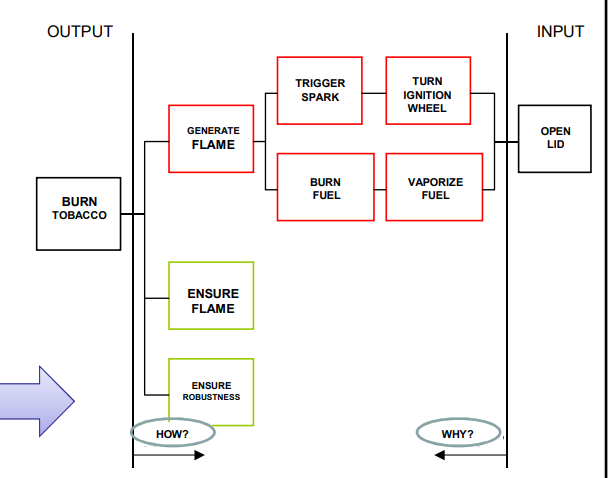 OUTPUT
INPUT
TRIGGER
SPARK
TURN
IGNITION
WHEEL
GENERATE
FLAME
OPEN
LID
BURN
FUEL
VAPORIZE
FUEL
BURN
TOBACCO
ENSURE
FLAME
ENSURE
ROBUSTNESS
HOW?
WHY?